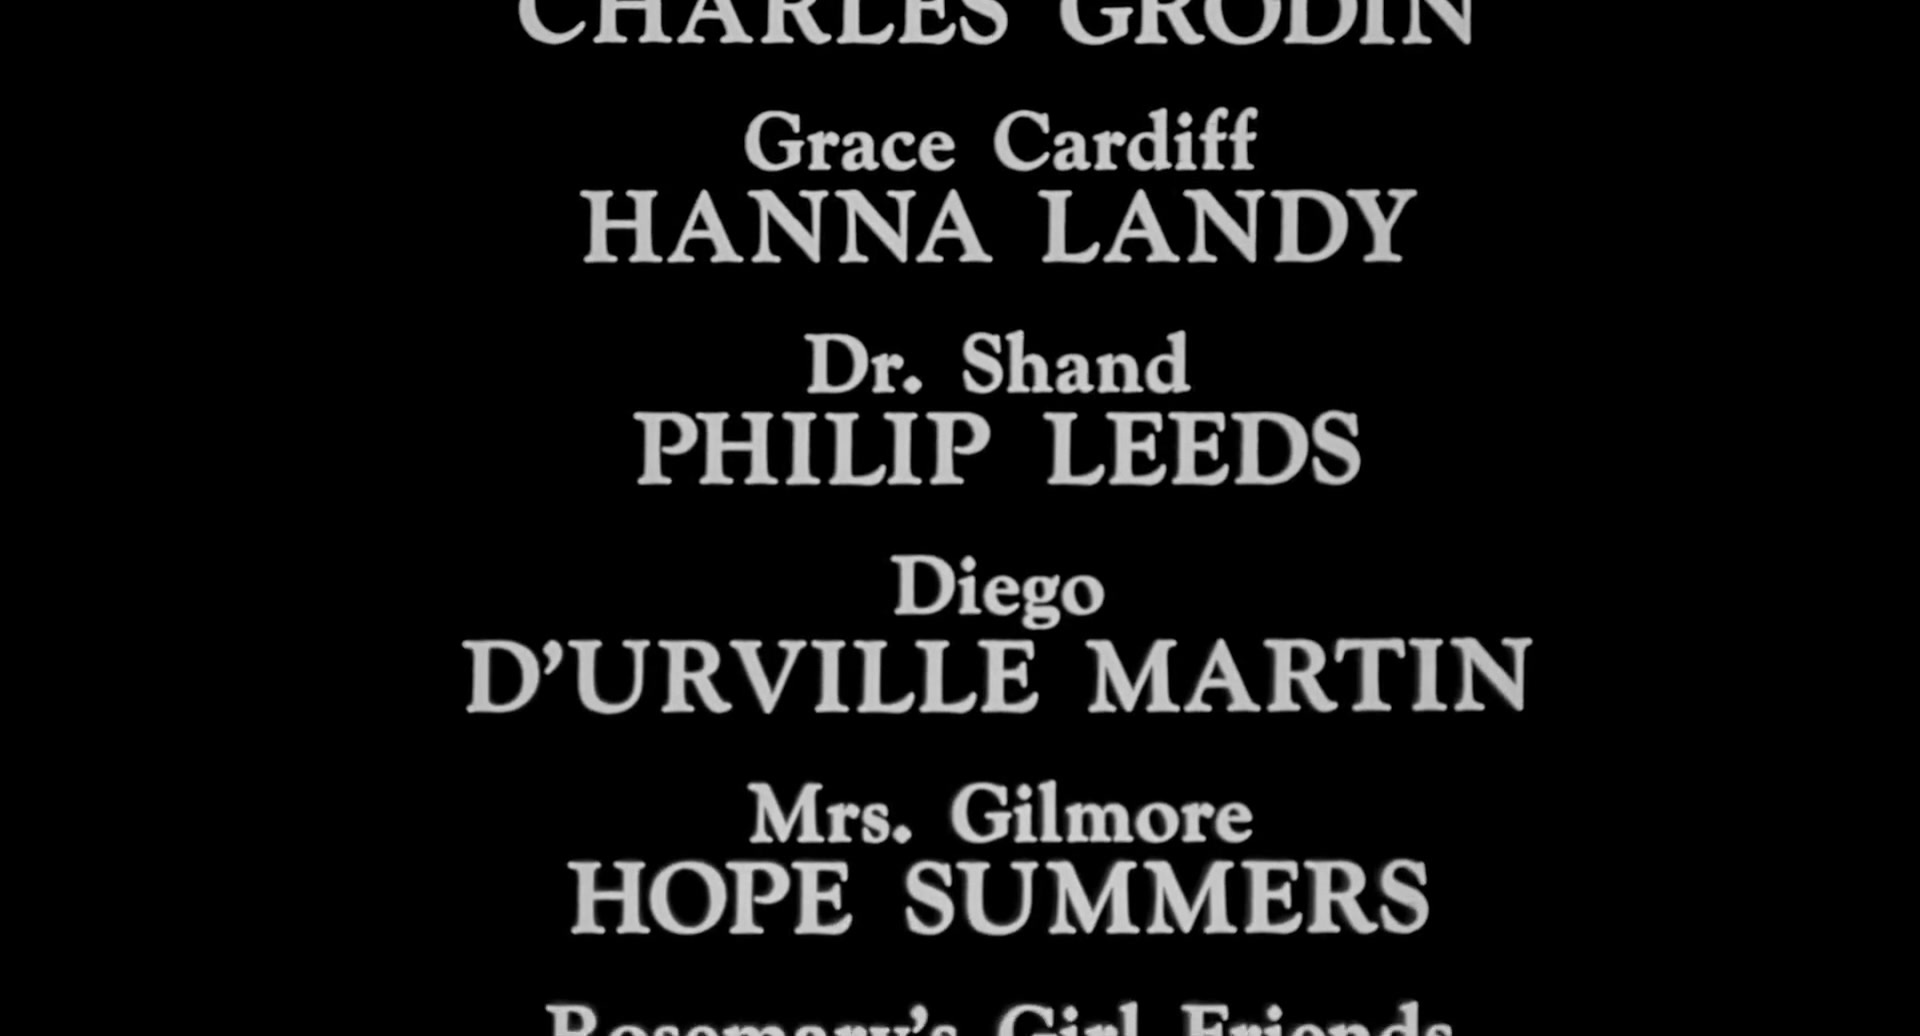 CHARLES GRODIN
Grace Cardiff
HANNA LANDY
Dr. Shand
PHILIP LEEDS
Diego
D'URVILLE MARTIN
Mrs. Gilmore
HOPE SUMMERS
Rosemary's Girl Friends